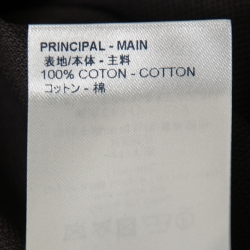 PRINCIPAL - MAIN
表地/本体 - 主料
100% COTON - COTTON
コットン - 棉